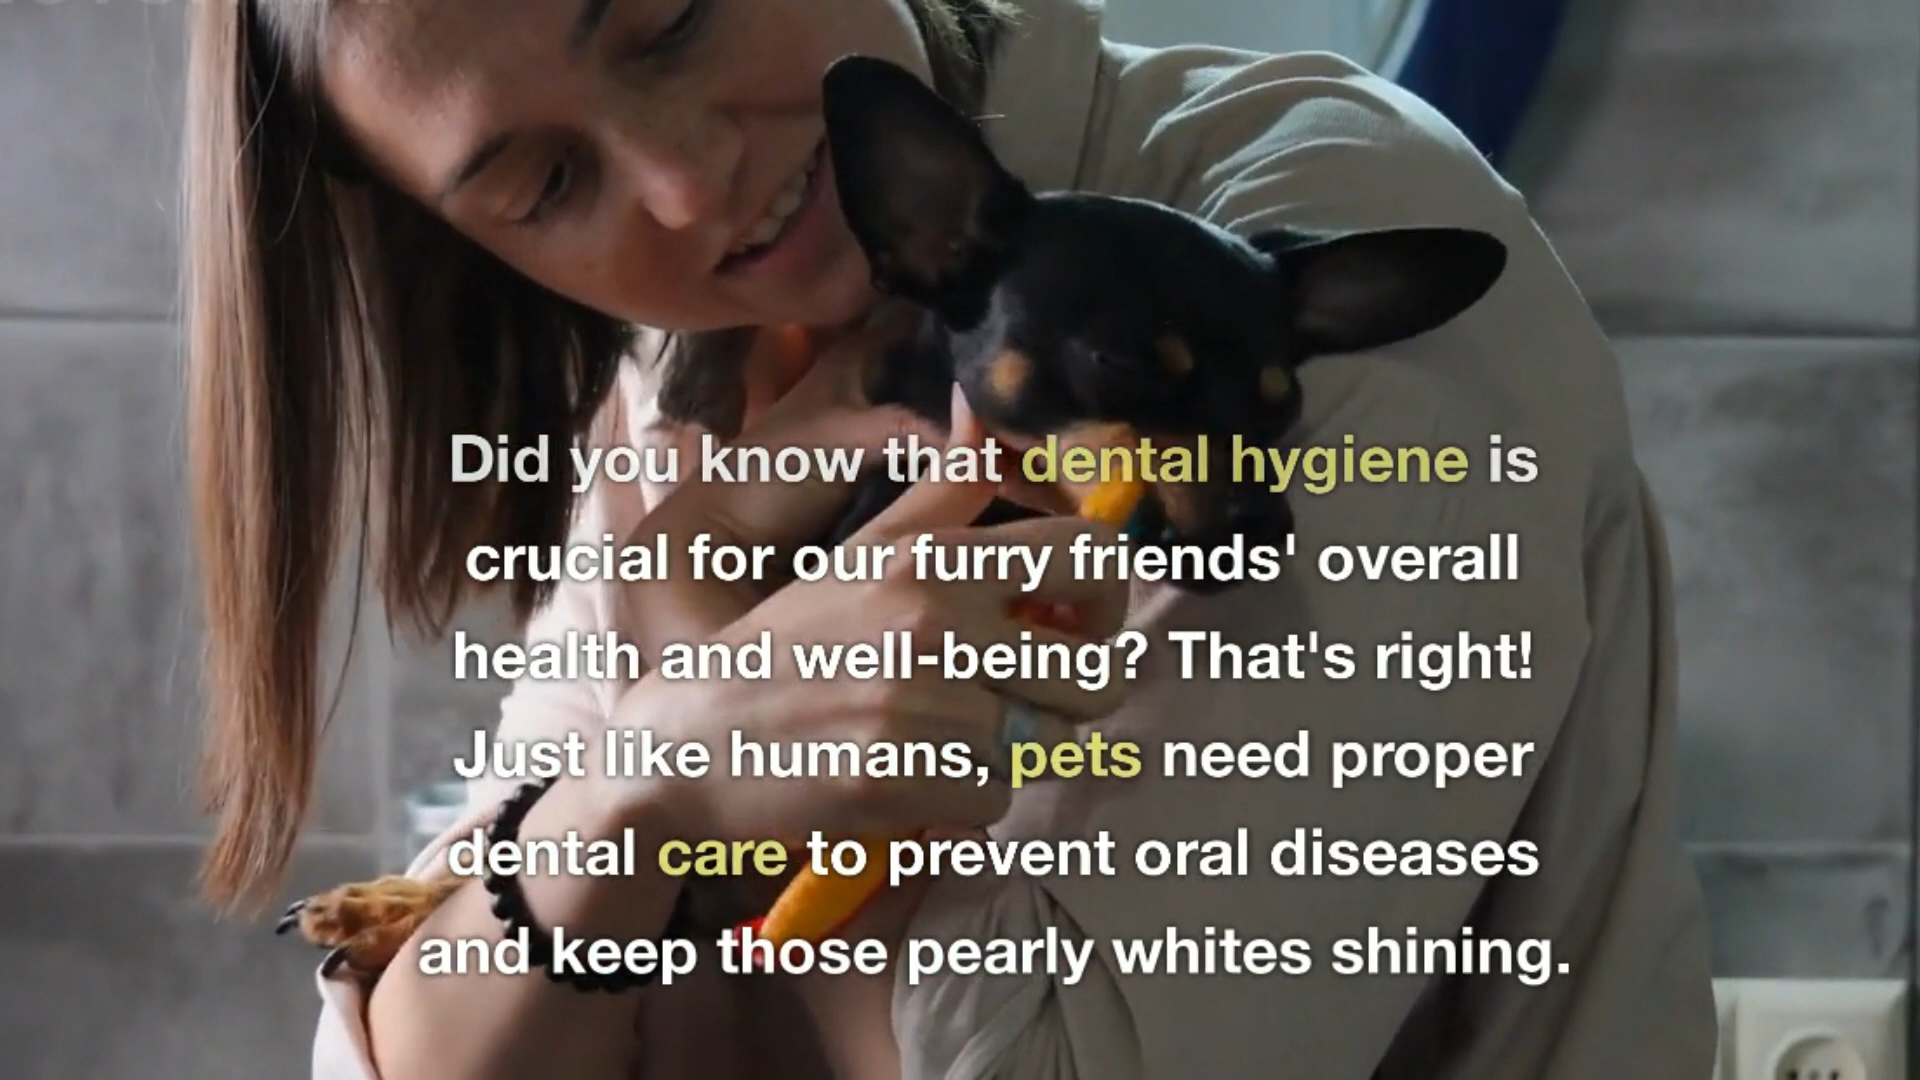 Did you know that dental hygiene is
crucial for our furry friends' overall
health and well-being? That's right!
Just like humans, pets need proper
dental care to prevent oral diseases
and keep those pearly whites shining.